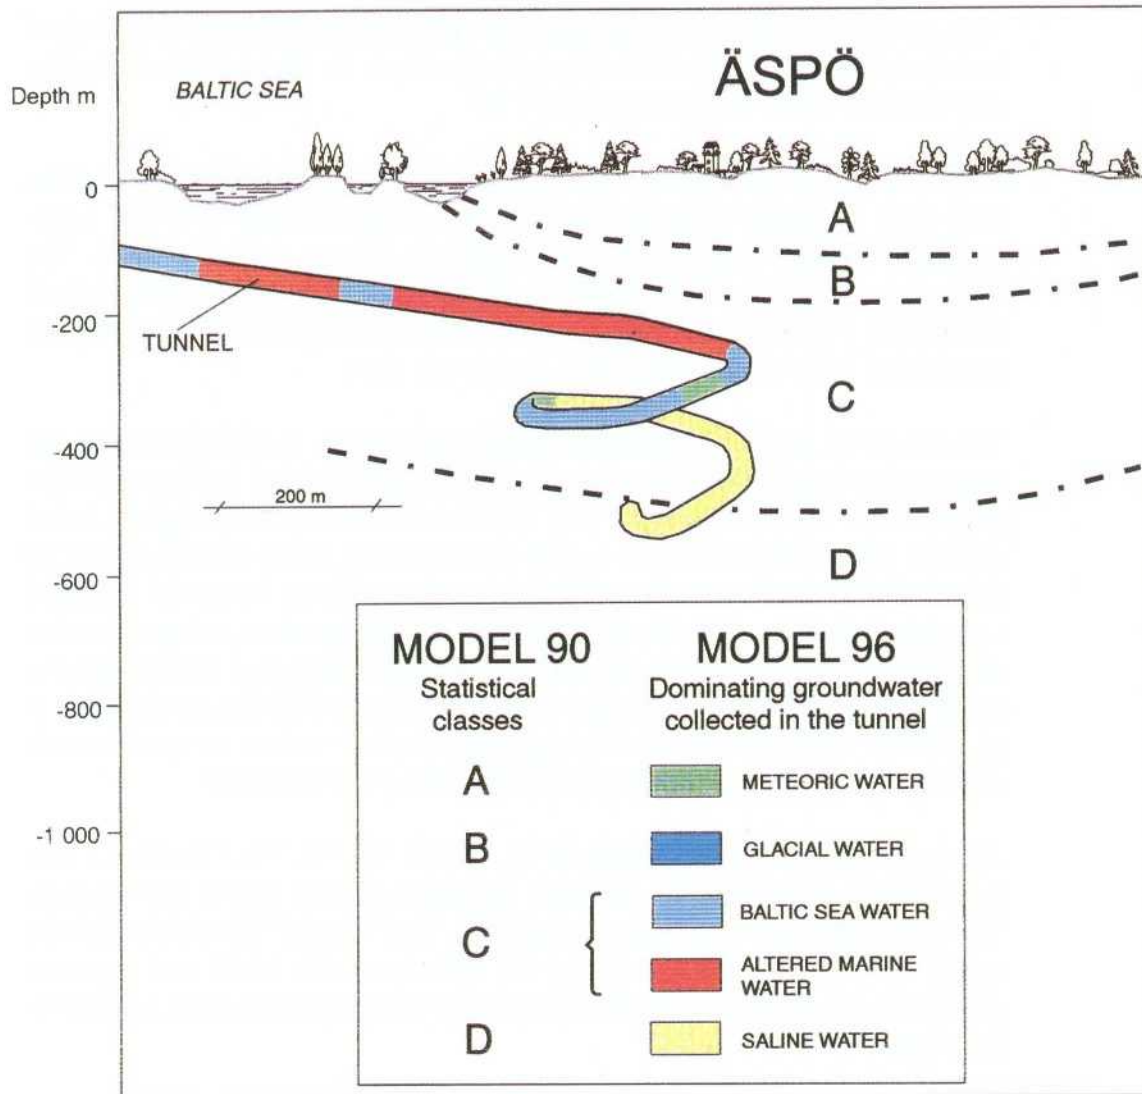 ÄSPÖ
BALTIC SEA
Depth m
0
A
B
-200
TUNNEL
C
-400
200 m
D
-600
-800
-1 000
MODEL 90
Statistical
classes
A
B
C
D
MODEL 96
Dominating groundwater
collected in the tunnel
METEORIC WATER
GLACIAL WATER
BALTIC SEA WATER
ALTERED MARINE
WATER
SALINE WATER